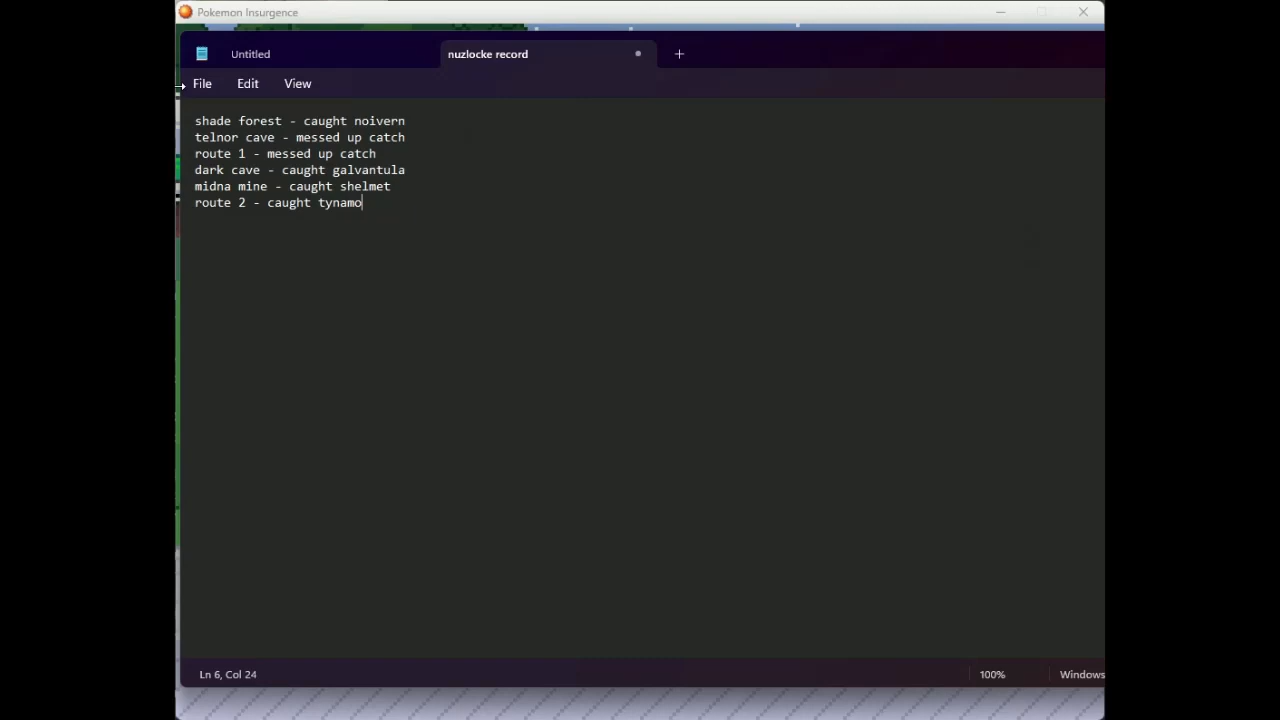 Pokemon Insurgence
Untitled
nuzlocke record
File Edit View
shade forest - caught noivern
telnor cave - messed up catch
route 1 - messed up catch
dark cave - caught galvantula
midna mine - caught shelmet
route 2 - caught tynamo
Ln 6, Col 24
100%
Windows